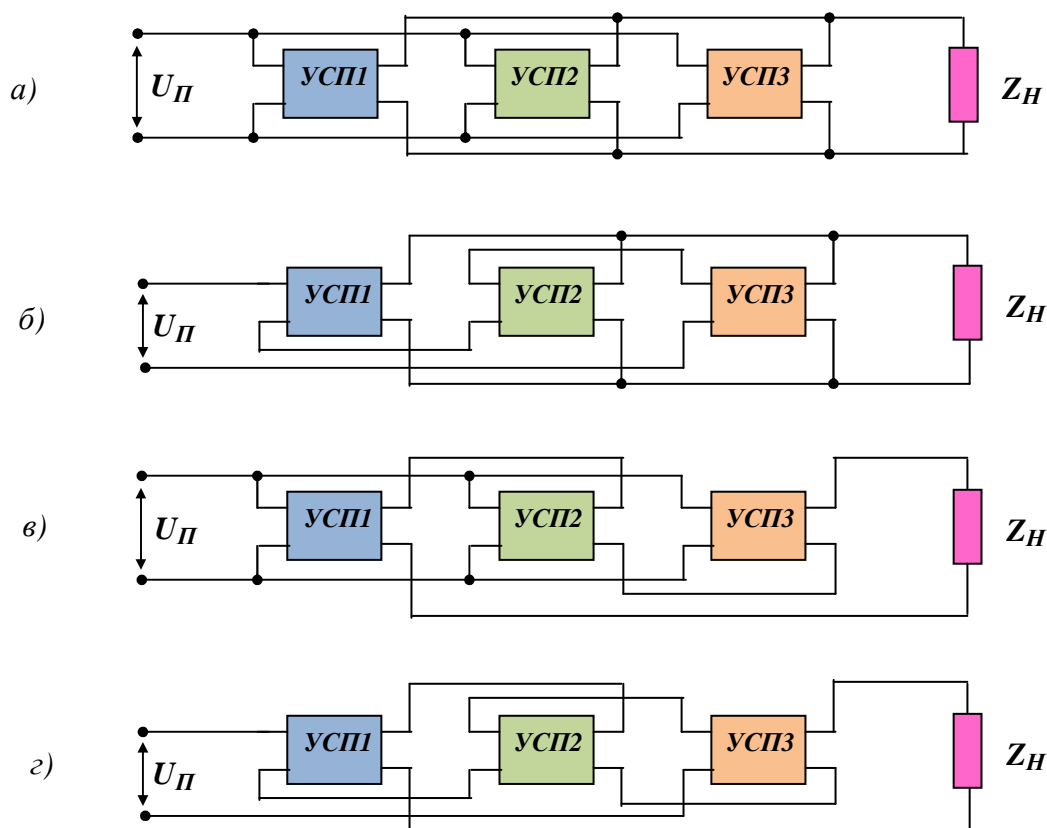 а)
U_П
УСП1 УСП2 УСП3
Z_Н
б)
U_П
УСП1 УСП2 УСП3
Z_Н
в)
U_П
УСП1 УСП2 УСП3
Z_Н
г)
U_П
УСП1 УСП2 УСП3
Z_Н